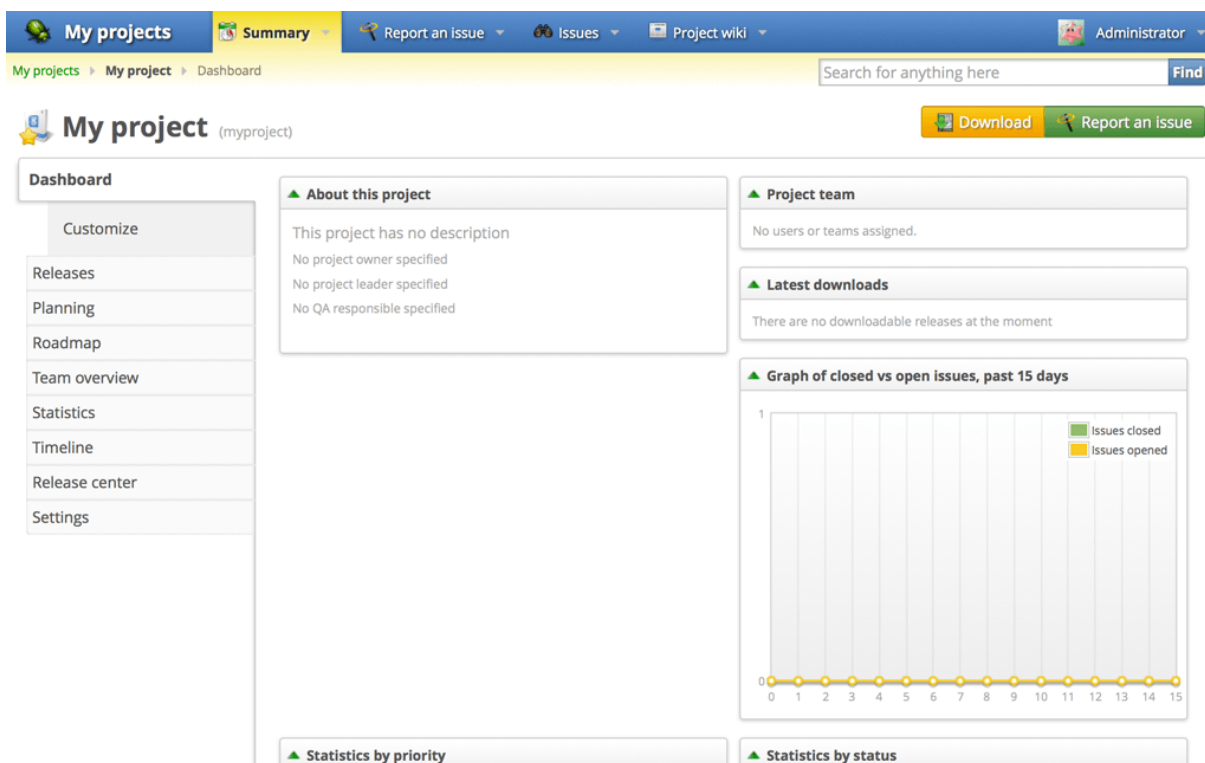 My projects
Summary
Report an issue
Issues
Project wiki
Administrator
My projects My project Dashboard
Search for anything here
Find
My project (myproject)
Download
Report an issue
Dashboard
Customize
Releases
Planning
Roadmap
Team overview
Statistics
Timeline
Release center
Settings
About this project
This project has no description
No project owner specified
No project leader specified
No QA responsible specified
Project team
No users or teams assigned.
Latest downloads
There are no downloadable releases at the moment
Graph of closed vs open issues, past 15 days
1
Issues closed
Issues opened
0
0 1 2 3 4 5 6 7 8 9 10 11 12 13 14 15
Statistics by priority
Statistics by status